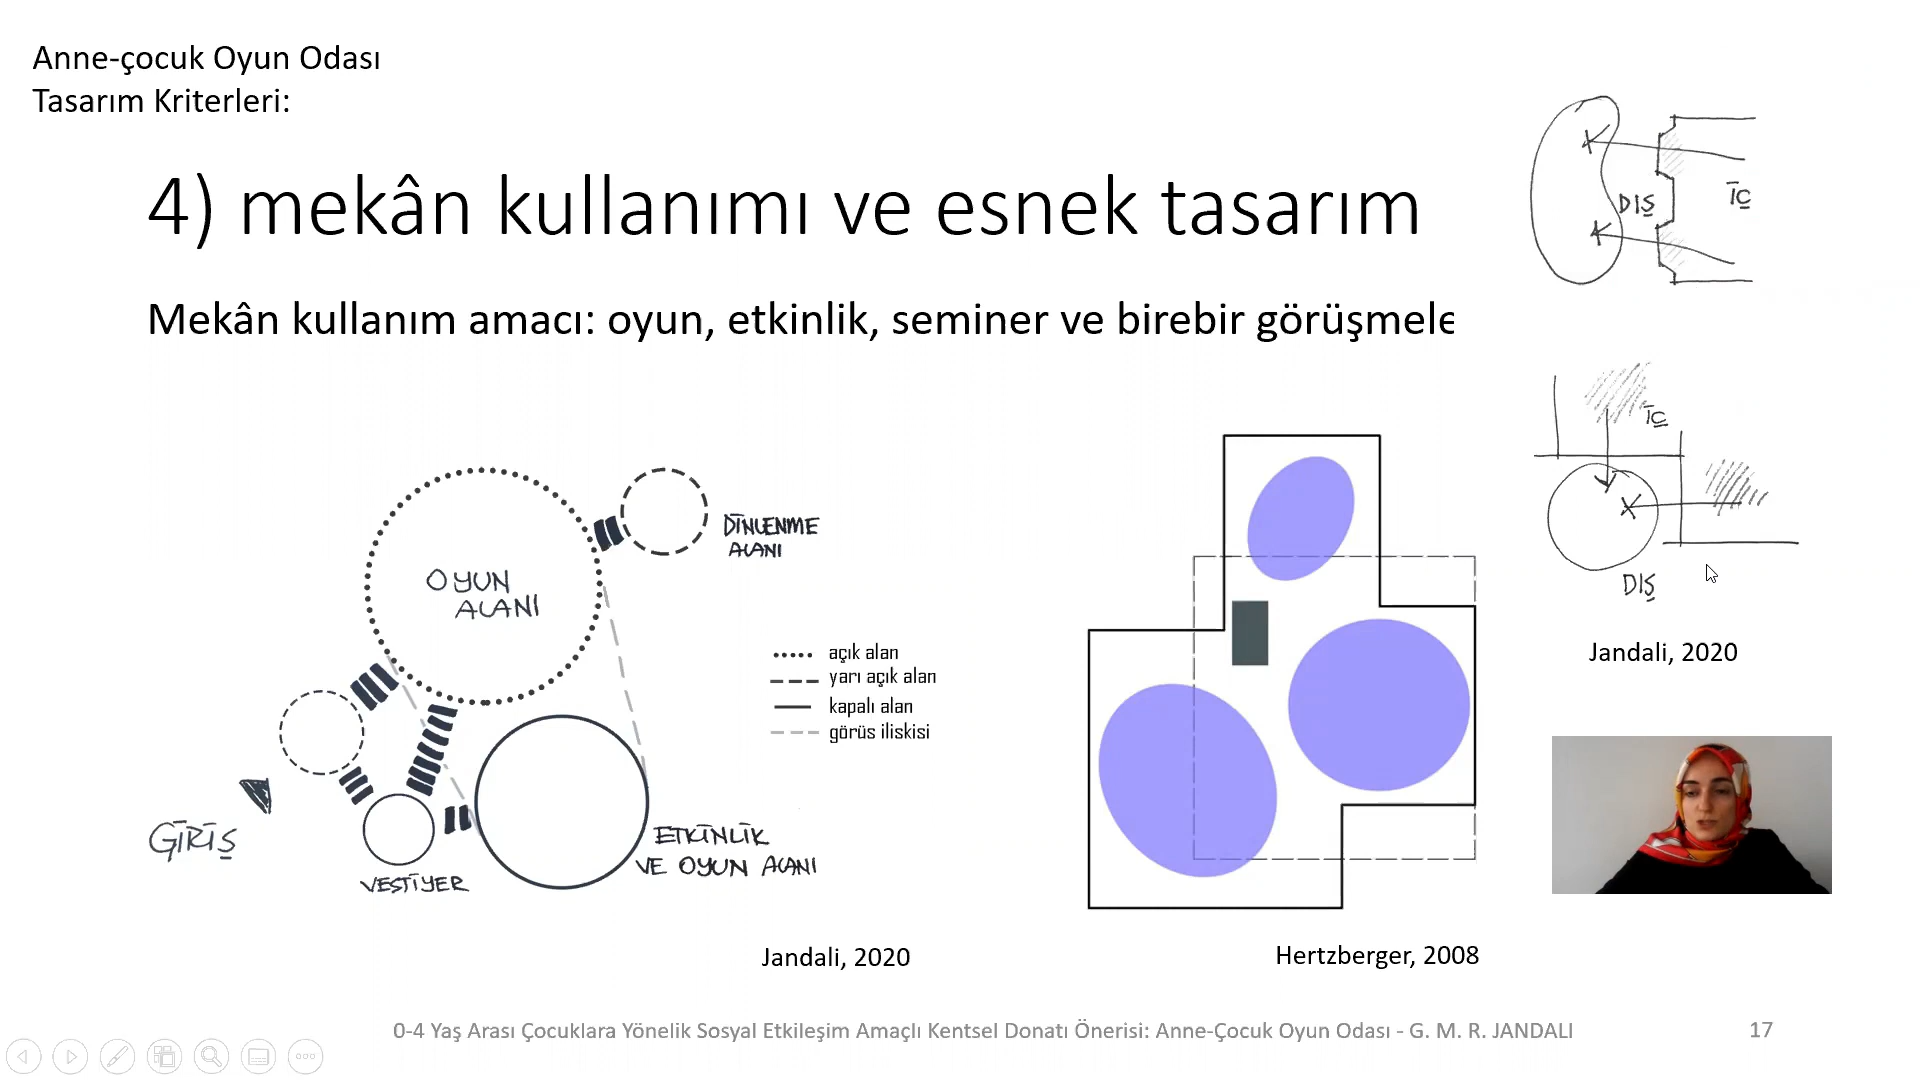 Anne-çocuk Oyun Odası
Tasarım Kriterleri:
4) mekân kullanımı ve esnek tasarım
Mekân kullanım amacı: oyun, etkinlik, seminer ve birebir görüşmele
DIŞ
İÇ
İÇ
DIŞ
Jandali, 2020
OYUN
ALANI
DİNLENME
ALANI
açık alan
yarı açık alan
kapalı alan
görüs iliskisi
GİRİŞ
VESTİYER
ETKİNLİK
VE OYUN ALANI
Jandali, 2020
Hertzberger, 2008
0-4 Yaş Arası Çocuklara Yönelik Sosyal Etkileşim Amaçlı Kentsel Donatı Önerisi: Anne-Çocuk Oyun Odası - G. M. R. JANDALI
17